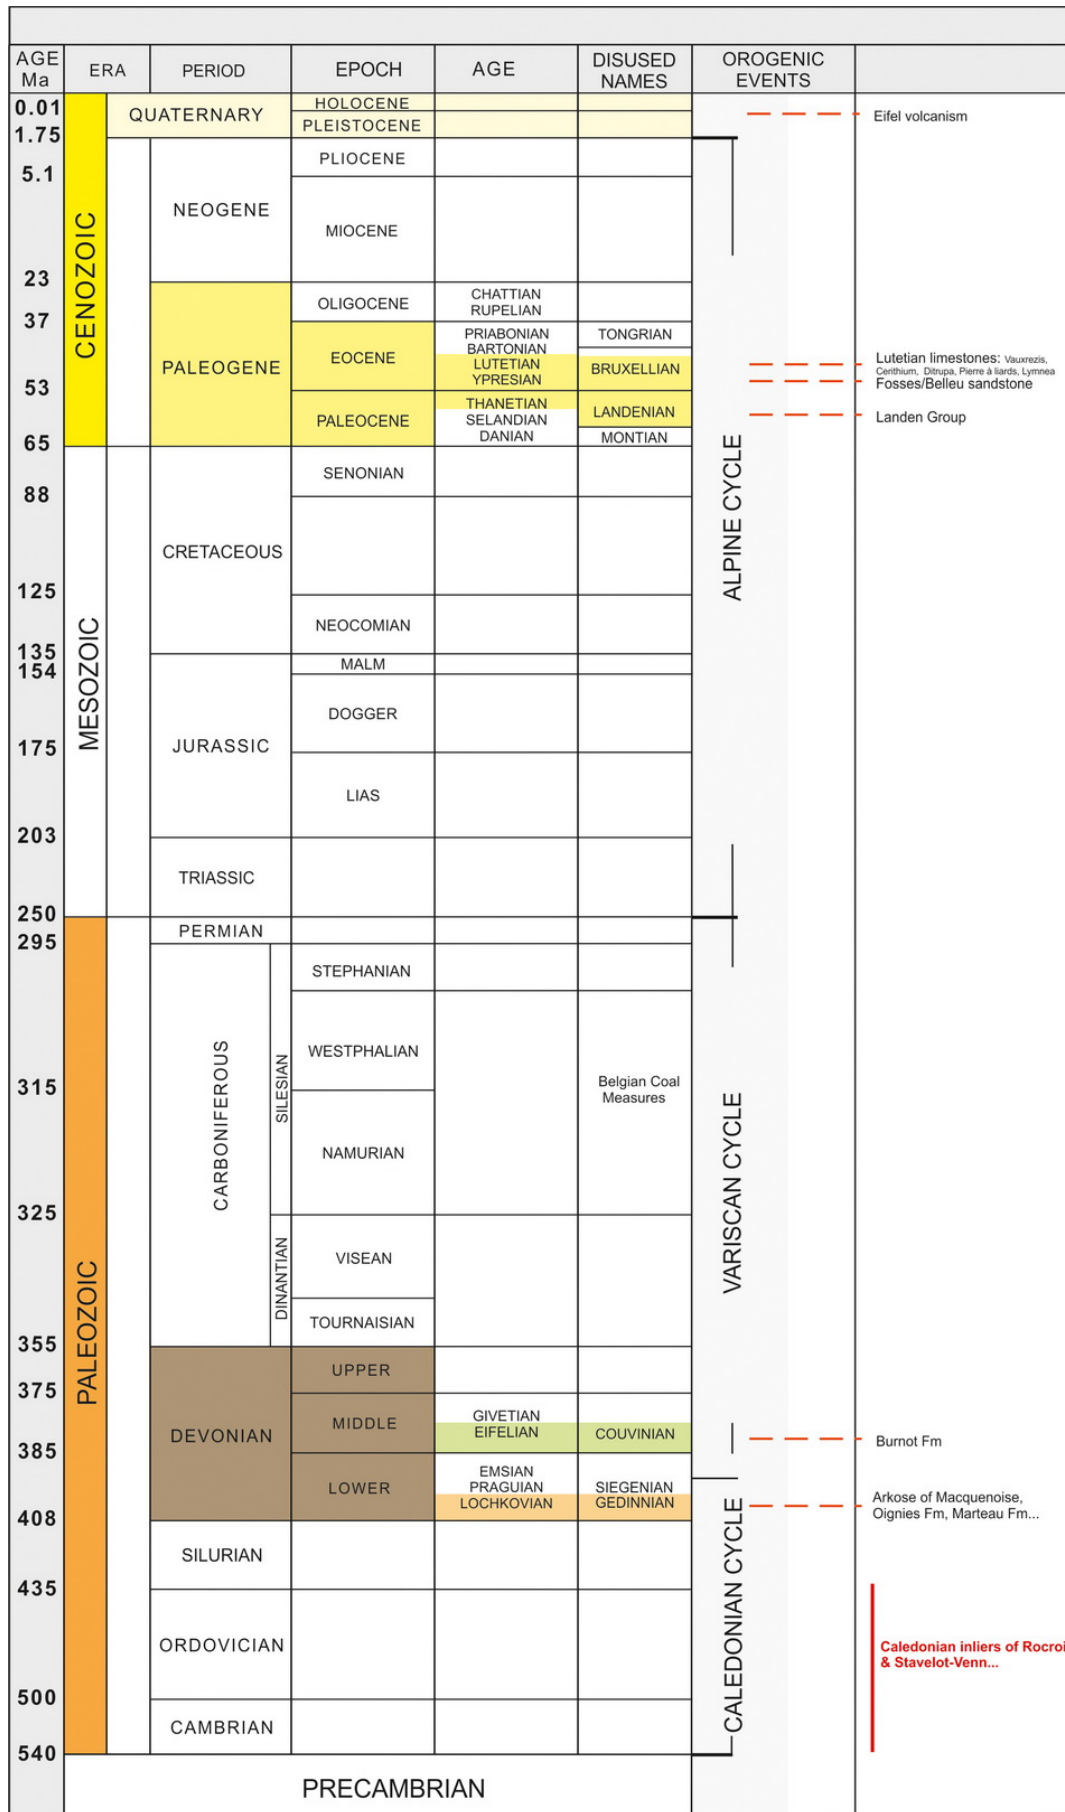 AGE
Ma
ERA
PERIOD
EPOCH
AGE
DISUSED
NAMES
OROGENIC
EVENTS
0.01
1.75
5.1
23
37
53
65
88
125
135
154
175
203
250
295
315
325
355
375
385
408
435
500
540
CENOZOIC
MESOZOIC
PALEOZOIC
QUATERNARY
NEOGENE
PALEOGENE
CRETACEOUS
JURASSIC
TRIASSIC
PERMIAN
CARBONIFEROUS
SILESIAN
DINANTIAN
DEVONIAN
SILURIAN
ORDOVICIAN
CAMBRIAN
PRECAMBRIAN
HOLOCENE
PLEISTOCENE
PLIOCENE
MIOCENE
OLIGOCENE
EOCENE
PALEOCENE
SENONIAN
NEOCOMIAN
MALM
DOGGER
LIAS
STEPHANIAN
WESTPHALIAN
NAMURIAN
VISEAN
TOURNAISIAN
UPPER
MIDDLE
LOWER
CHATTIAN
RUPELIAN
PRIABONIAN
BARTONIAN
LUTETIAN
YPRESIAN
THANETIAN
SELANDIAN
DANIAN
GIVETIAN
EIFELIAN
EMSIAN
PRAGUIAN
LOCHKOVIAN
TONGRIAN
BRUXELLIAN
LANDENIAN
MONTIAN
Belgian Coal
Measures
COUVINIAN
SIEGENIAN
GEDINNIAN
ALPINE CYCLE
VARISCAN CYCLE
CALEDONIAN CYCLE
Eifel volcanism
Lutetian limestones: Vauxrezis,
Cerithium, Ditrupa, Pierre à liards, Lymnea
Fosses/Belleu sandstone
Landen Group
Burnot Fm
Arkose of Macquenoise,
Oignies Fm, Marteau Fm...
Caledonian inliers of Rocroi
& Stavelot-Venn...